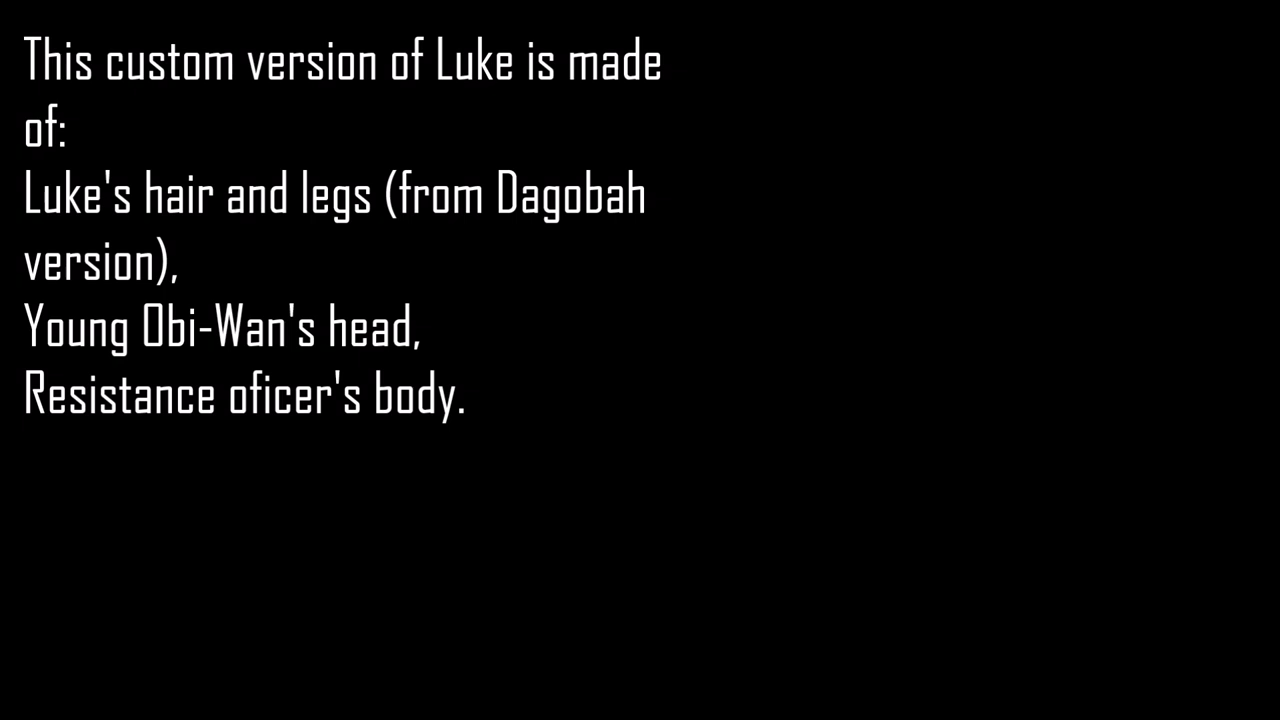 This custom version of Luke is made
of:
Luke's hair and legs (from Dagobah
version),
Young Obi-Wan's head,
Resistance oficer's body.